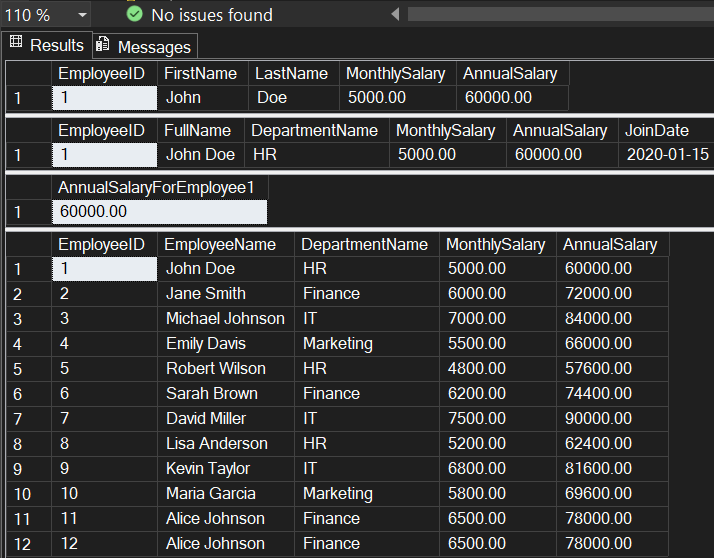 110 % No issues found
Results Messages
EmployeeID FirstName LastName MonthlySalary AnnualSalary
1 1 John Doe 5000.00 60000.00
EmployeeID FullName DepartmentName MonthlySalary AnnualSalary JoinDate
1 1 John Doe HR 5000.00 60000.00 2020-01-15
AnnualSalaryForEmployee1
1 60000.00
EmployeeID EmployeeName DepartmentName MonthlySalary AnnualSalary
1 1 John Doe HR 5000.00 60000.00
2 2 Jane Smith Finance 6000.00 72000.00
3 3 Michael Johnson IT 7000.00 84000.00
4 4 Emily Davis Marketing 5500.00 66000.00
5 5 Robert Wilson HR 4800.00 57600.00
6 6 Sarah Brown Finance 6200.00 74400.00
7 7 David Miller IT 7500.00 90000.00
8 8 Lisa Anderson HR 5200.00 62400.00
9 9 Kevin Taylor IT 6800.00 81600.00
10 10 Maria Garcia Marketing 5800.00 69600.00
11 11 Alice Johnson Finance 6500.00 78000.00
12 12 Alice Johnson Finance 6500.00 78000.00